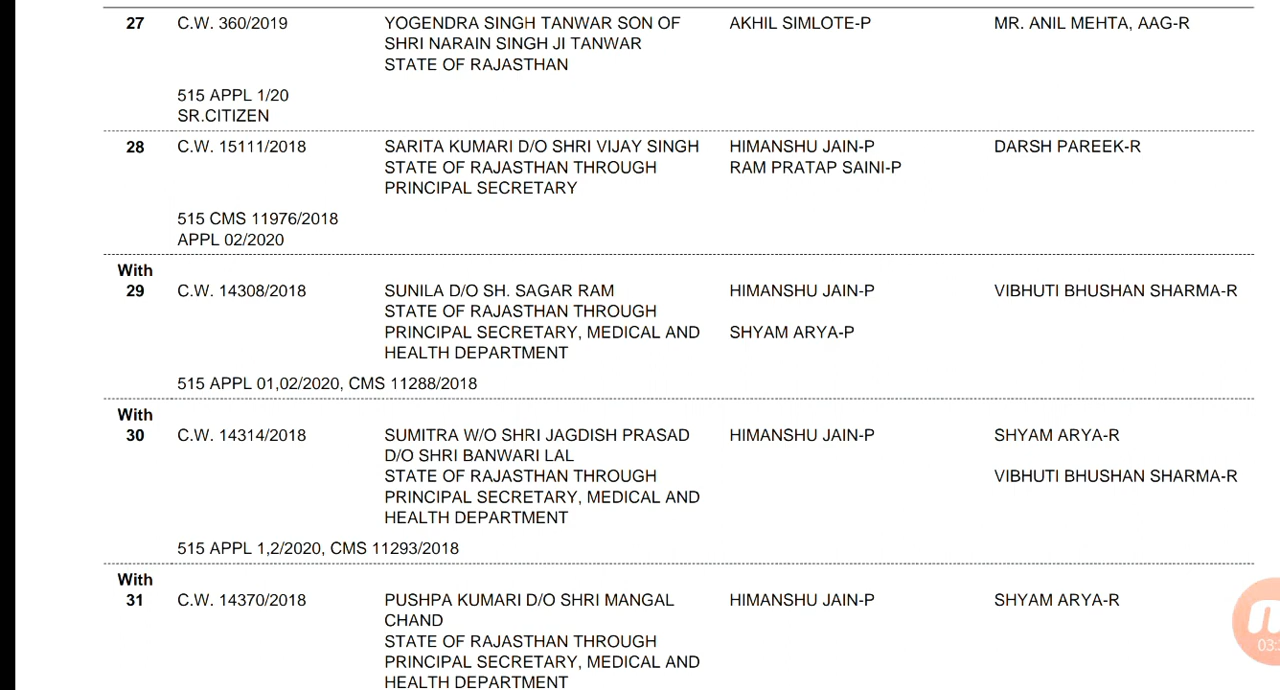 27 C.W. 360/2019 YOGENDRA SINGH TANWAR SON OF AKHIL SIMLOTE-P MR. ANIL MEHTA, AAG-R
SHRI NARAIN SINGH JI TANWAR
STATE OF RAJASTHAN
515 APPL 1/20
SR.CITIZEN
28 C.W. 15111/2018 SARITA KUMARI D/O SHRI VIJAY SINGH HIMANSHU JAIN-P DARSH PAREEK-R
STATE OF RAJASTHAN THROUGH RAM PRATAP SAINI-P
PRINCIPAL SECRETARY
515 CMS 11976/2018
APPL 02/2020
With
29 C.W. 14308/2018 SUNILA D/O SH. SAGAR RAM HIMANSHU JAIN-P VIBHUTI BHUSHAN SHARMA-R
STATE OF RAJASTHAN THROUGH
PRINCIPAL SECRETARY, MEDICAL AND SHYAM ARYA-P
HEALTH DEPARTMENT
515 APPL 01,02/2020, CMS 11288/2018
With
30 C.W. 14314/2018 SUMITRA W/O SHRI JAGDISH PRASAD HIMANSHU JAIN-P SHYAM ARYA-R
D/O SHRI BANWARI LAL
STATE OF RAJASTHAN THROUGH VIBHUTI BHUSHAN SHARMA-R
PRINCIPAL SECRETARY, MEDICAL AND
HEALTH DEPARTMENT
515 APPL 1,2/2020, CMS 11293/2018
With
31 C.W. 14370/2018 PUSHPA KUMARI D/O SHRI MANGAL HIMANSHU JAIN-P SHYAM ARYA-R
CHAND
STATE OF RAJASTHAN THROUGH
PRINCIPAL SECRETARY, MEDICAL AND
HEALTH DEPARTMENT